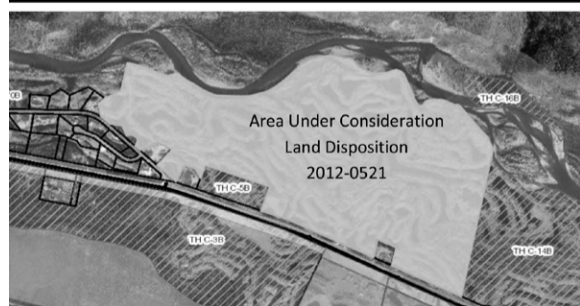 TH C-16B
Area Under Consideration
Land Disposition
2012-0521
TH C-5B
TH C-3B
TH C-14B